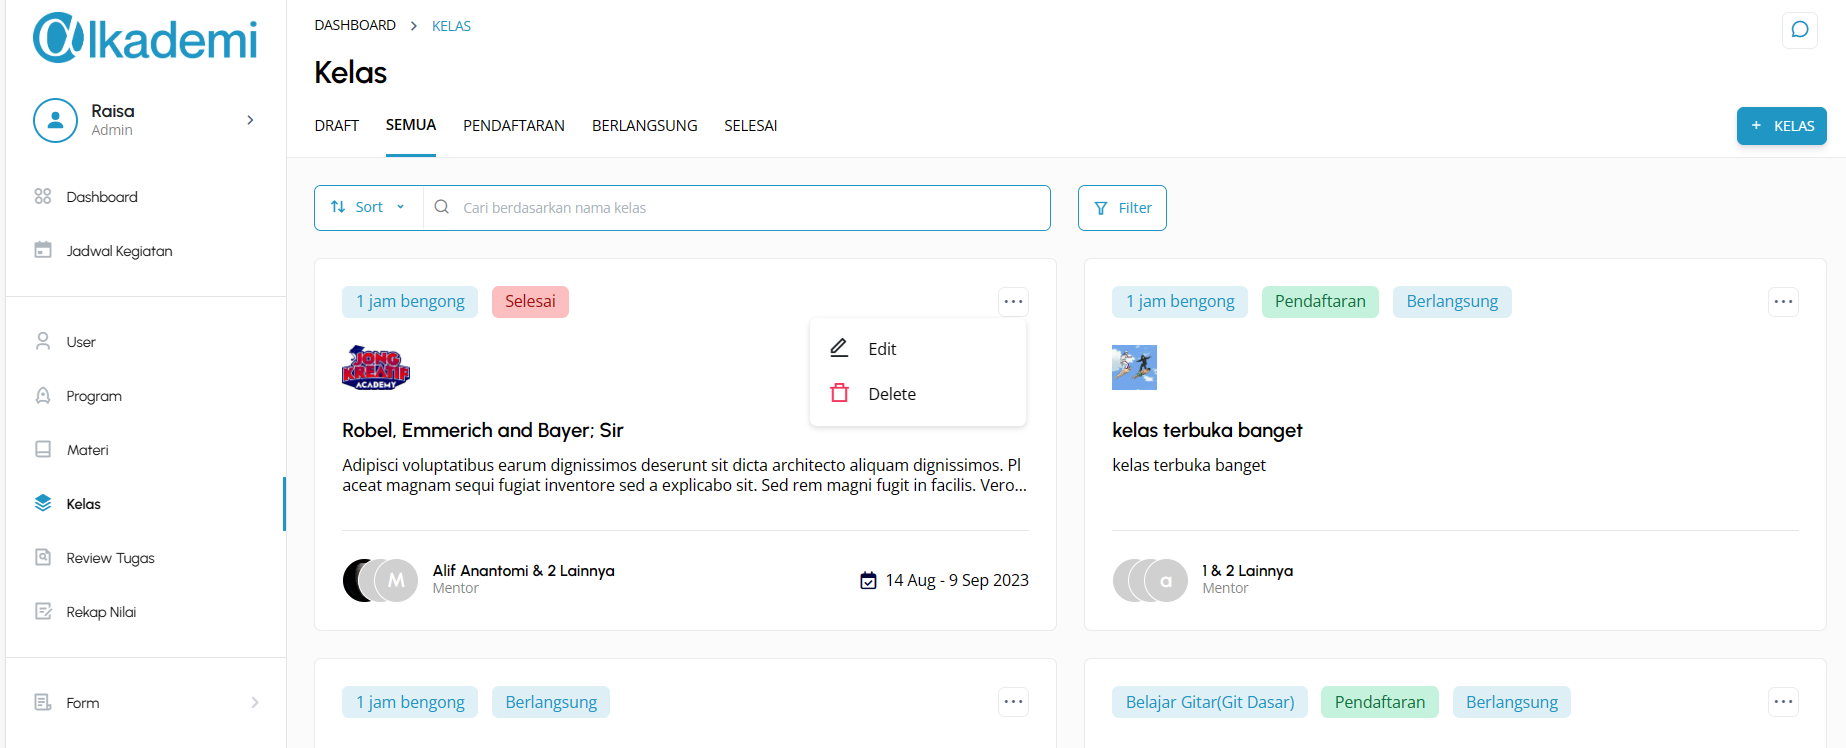 @lkademi
Raisa
Admin
Dashboard
Jadwal Kegiatan
User
Program
Materi
Kelas
Review Tugas
Rekap Nilai
Form
DASHBOARD > KELAS
Kelas
DRAFT SEMUA PENDAFTARAN BERLANGSUNG SELESAI
+ KELAS
Sort Cari berdasarkan nama kelas Filter
1 jam bengong Selesai ...
Edit
Delete
JONG
KREATIF
ACADEMY
Robel, Emmerich and Bayer; Sir
Adipisci voluptatibus earum dignissimos deserunt sit dicta architecto aliquam dignissimos. Pl
aceat magnam sequi fugiat inventore sed a explicabo sit. Sed rem magni fugit in facilis. Vero...
M Alif Anantomi & 2 Lainnya
Mentor
14 Aug - 9 Sep 2023
1 jam bengong Pendaftaran Berlangsung ...
kelas terbuka banget
kelas terbuka banget
a 1 & 2 Lainnya
Mentor
1 jam bengong Berlangsung ...
Belajar Gitar(Git Dasar) Pendaftaran Berlangsung ...